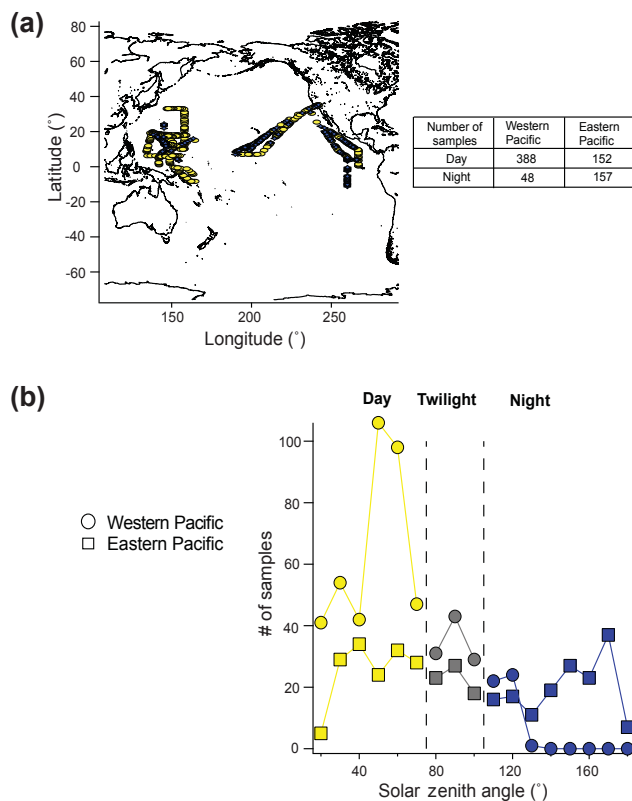 (a)
80
60
40
20
0
-20
-40
-60
Latitude (°)
150 200 250
Longitude (°)
Number of samples Western Pacific Eastern Pacific
Day 388 152
Night 48 157
(b)
Day Twilight Night
Western Pacific
Eastern Pacific
100
80
60
40
20
0
# of samples
40 80 120 160
Solar zenith angle (°)